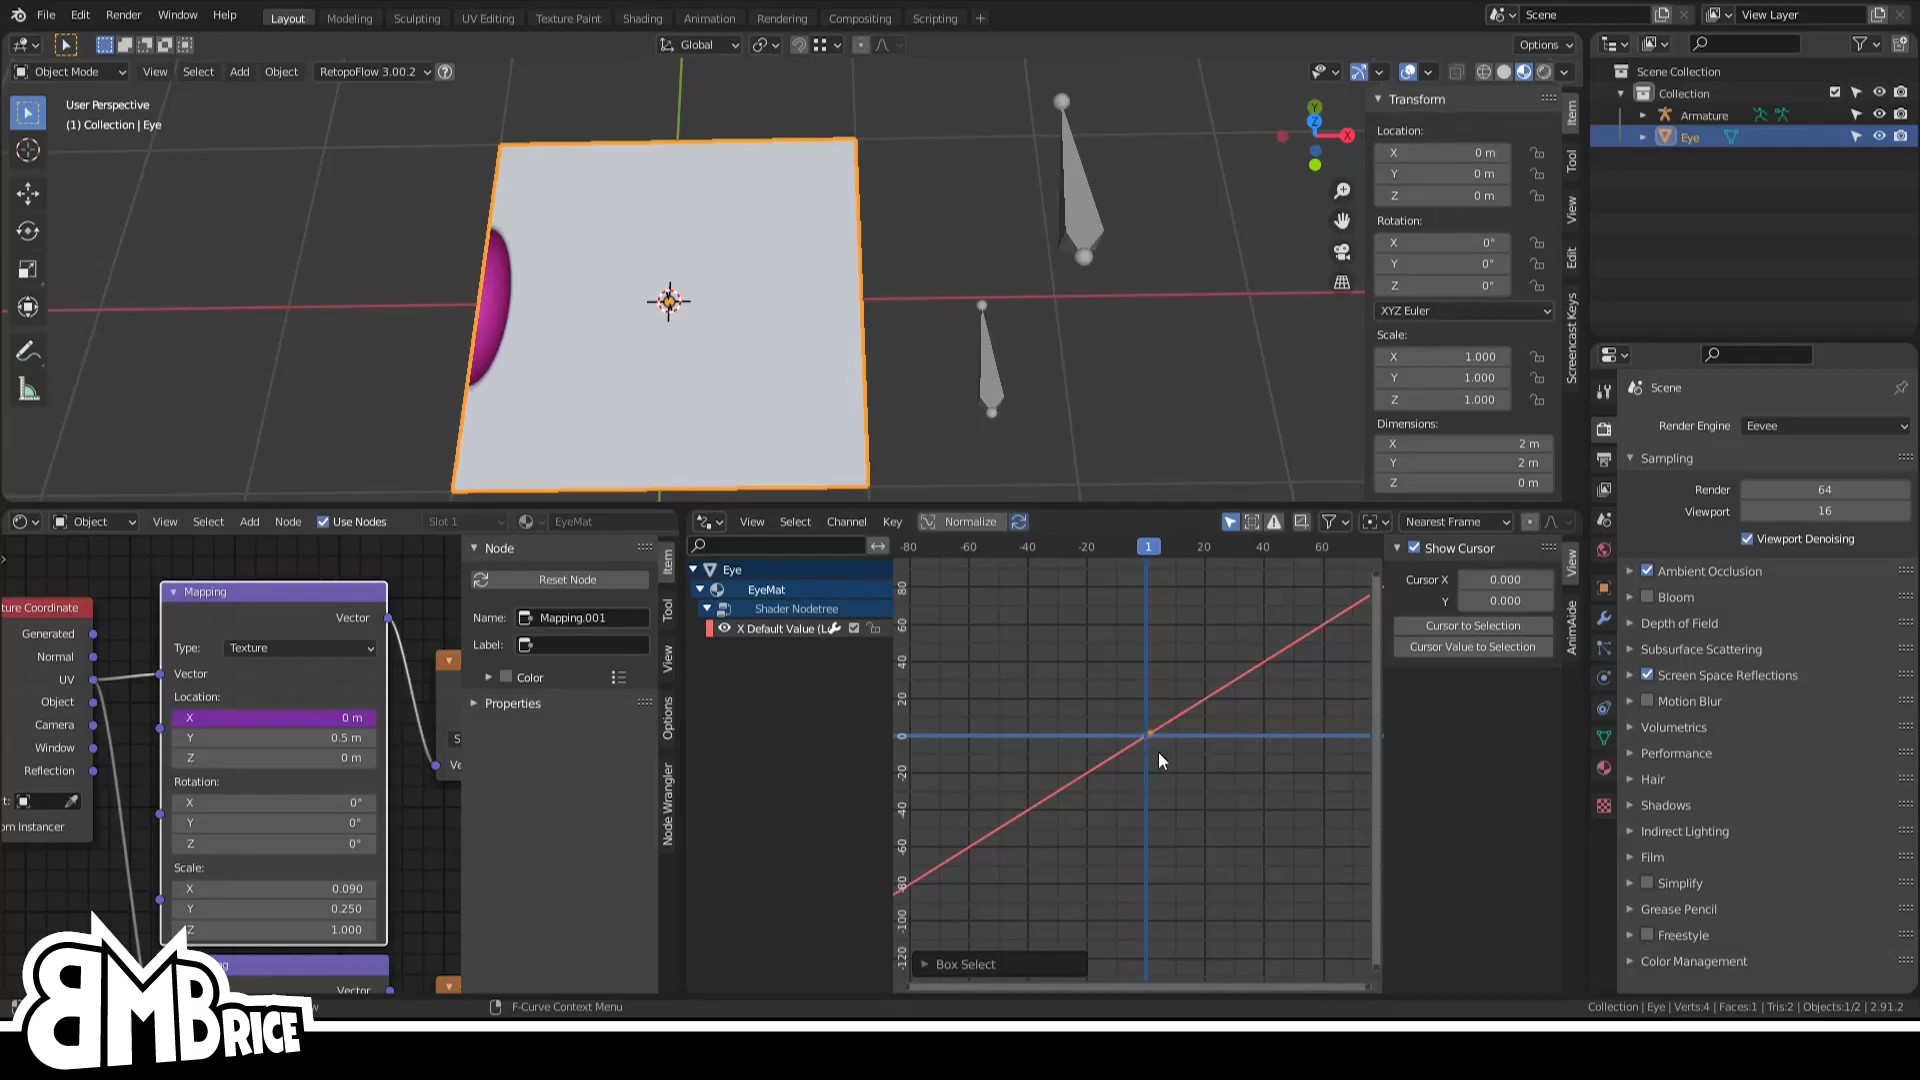 File Edit Render Window Help
Layout Modeling Sculpting UV Editing Texture Paint Shading Animation Rendering Compositing Scripting +
Scene View Layer
Global Options
Object Mode View Select Add Object RetopoFlow 3.00.2
User Perspective
(1) Collection | Eye
Y
Z
X
Transform
Location:
X 0 m
Y 0 m
Z 0 m
Rotation:
X 0°
Y 0°
Z 0°
XYZ Euler
Scale:
X 1.000
Y 1.000
Z 1.000
Dimensions:
X 2 m
Y 2 m
Z 0 m
Item
Tool
View
Edit
Screencast Keys
Scene Collection
Collection
Armature
Eye
Scene
Render Engine Eevee
Sampling
Render 64
Viewport 16
Viewport Denoising
Ambient Occlusion
Bloom
Depth of Field
Subsurface Scattering
Screen Space Reflections
Motion Blur
Volumetrics
Performance
Hair
Shadows
Indirect Lighting
Film
Simplify
Grease Pencil
Freestyle
Color Management
Object View Select Add Node Use Nodes Slot 1 EyeMat
ture Coordinate
Generated
Normal
UV
Object
Camera
Window
Reflection
t:
om Instancer
Mapping
Vector
Type: Texture
Vector
Location:
X 0 m
Y 0.5 m
Z 0 m
Rotation:
X 0°
Y 0°
Z 0°
Scale:
X 0.090
Y 0.250
Z 1.000
Vector
S
Ve
Node
Reset Node
Name: Mapping.001
Label:
Color
Properties
Item
Tool
View
Options
Node Wrangler
View Select Channel Key Normalize Nearest Frame
Eye
EyeMat
Shader Nodetree
X Default Value (Lo
-80 -60 -40 -20 1 20 40 60
80
60
40
20
0
-20
-40
-60
-80
-100
-120
Box Select
Show Cursor
Cursor X 0.000
Y 0.000
Cursor to Selection
Cursor Value to Selection
View
AnimAide
F-Curve Context Menu
Collection | Eye | Verts:4 | Faces:1 | Tris:2 | Objects:1/2 | 2.91.2
BMBRICE